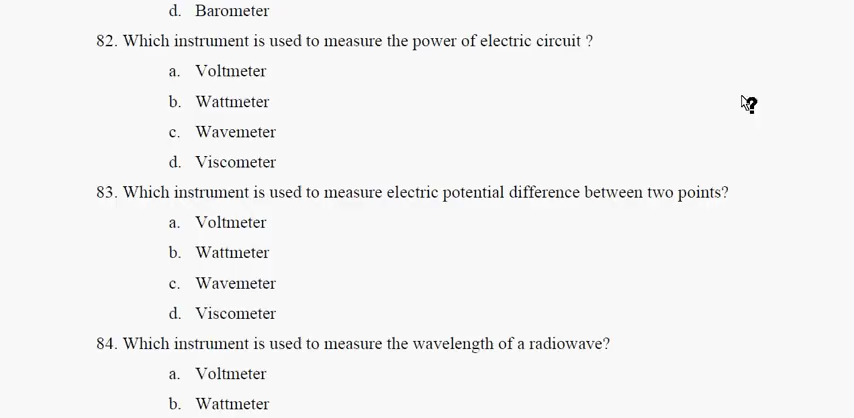 d. Barometer
82. Which instrument is used to measure the power of electric circuit ?
a. Voltmeter
b. Wattmeter
c. Wavemeter
d. Viscometer
83. Which instrument is used to measure electric potential difference between two points?
a. Voltmeter
b. Wattmeter
c. Wavemeter
d. Viscometer
84. Which instrument is used to measure the wavelength of a radiowave?
a. Voltmeter
b. Wattmeter